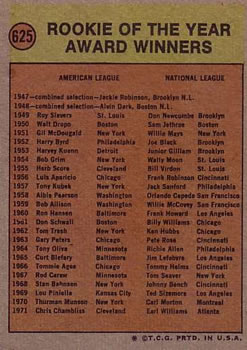 625
ROOKIE OF THE YEAR
AWARD WINNERS
AMERICAN LEAGUE NATIONAL LEAGUE
1947—combined selection—Jackie Robinson, Brooklyn N.L.
1948—combined selection—Alvin Dark, Boston N.L.
1949 Roy Sievers St. Louis Don Newcombe Brooklyn
1950 Walt Dropo Boston Sam Jethroe Boston
1951 Gil McDougald New York Willie Mays New York
1952 Harry Byrd Philadelphia Joe Black Brooklyn
1953 Harvey Kuenn Detroit Junior Gilliam Brooklyn
1954 Bob Grim New York Wally Moon St. Louis
1955 Herb Score Cleveland Bill Virdon St. Louis
1956 Luis Aparicio Chicago Frank Robinson Cincinnati
1957 Tony Kubek New York Jack Sanford Philadelphia
1958 Albie Pearson Washington Orlando Cepeda San Francisco
1959 Bob Allison Washington Willie McCovey San Francisco
1960 Ron Hansen Baltimore Frank Howard Los Angeles
1961 Don Schwall Boston Billy Williams Chicago
1962 Tom Tresh New York Ken Hubbs Chicago
1963 Gary Peters Chicago Pete Rose Cincinnati
1964 Tony Oliva Minnesota Richie Allen Philadelphia
1965 Curt Blefary Baltimore Jim Lefebvre Los Angeles
1966 Tommie Agee Chicago Tommy Helms Cincinnati
1967 Rod Carew Minnesota Tom Seaver New York
1968 Stan Bahnsen New York Johnny Bench Cincinnati
1969 Lou Piniella Kansas City Ted Sizemore Los Angeles
1970 Thurman Munson New York Carl Morton Montreal
1971 Chris Chambliss Cleveland Earl Williams Atlanta
© T.C.G. PRTD. IN U.S.A.